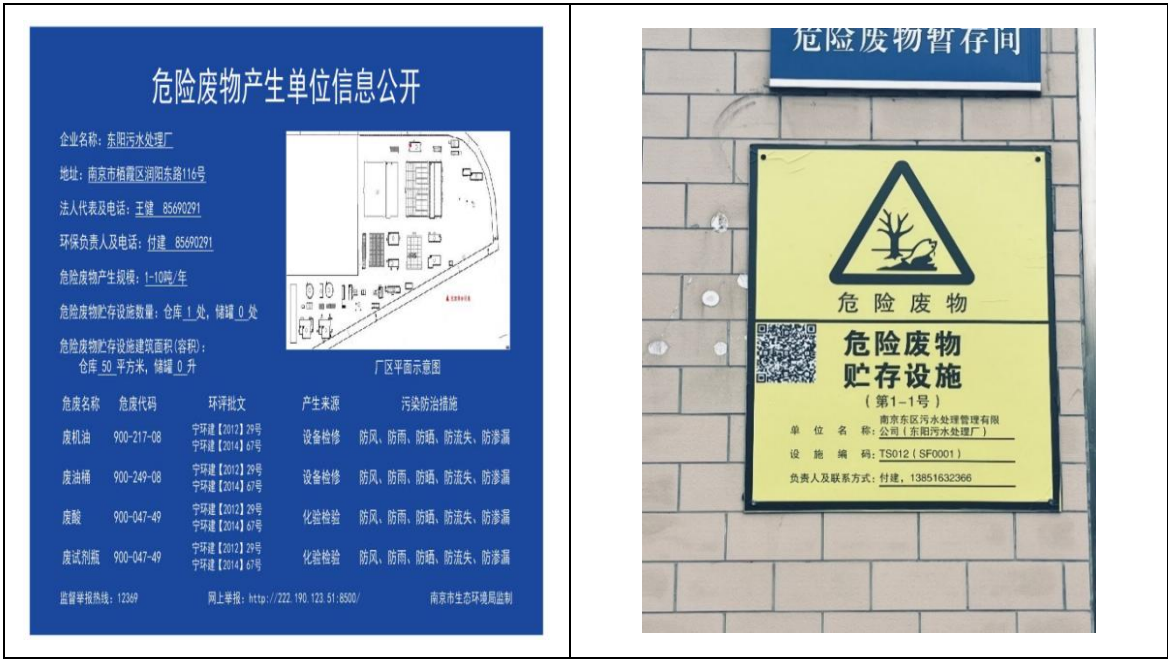 危险废物产生单位信息公开
企业名称：东阳污水处理厂
地址：南京市栖霞区润阳东路116号
法人代表及电话：王健 85690291
环保负责人及电话：付建 85690291
危险废物产生规模：1-10吨/年
危险废物贮存设施数量：仓库 1 处，储罐 0 处
危险废物贮存设施建筑面积(容积)：
仓库 50 平方米，储罐 0 升
厂区平面示意图
危废名称 危废代码 环评批文 产生来源 污染防治措施
废机油 900-217-08 宁环建【2012】29号 宁环建【2014】67号 设备检修 防风、防雨、防晒、防流失、防渗漏
废油桶 900-249-08 宁环建【2012】29号 宁环建【2014】67号 设备检修 防风、防雨、防晒、防流失、防渗漏
废酸 900-047-49 宁环建【2012】29号 宁环建【2014】67号 化验检验 防风、防雨、防晒、防流失、防渗漏
废试剂瓶 900-047-49 宁环建【2012】29号 宁环建【2014】67号 化验检验 防风、防雨、防晒、防流失、防渗漏
监督举报热线：12369 网上举报：http://222.190.123.51:8500/ 南京市生态环境局监制
危险废物暂存间
危险废物
危险废物
贮存设施
（第1-1号）
单位名称：南京东区污水处理管理有限
公司（东阳污水处理厂）
设施编码：TS012（SF0001）
负责人及联系方式：付建，13851632366